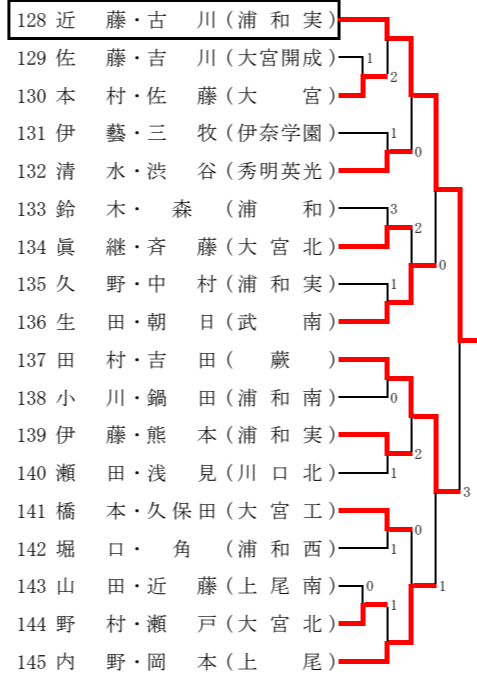 128 近 藤・古 川 (浦 和 実)
129 佐 藤・吉 川 (大宮開成) 1
2
130 本 村・佐 藤 (大 宮)
131 伊 藝・三 牧 (伊奈学園) 1
0
132 清 水・渋 谷 (秀明英光)
133 鈴 木・ 森 (浦 和) 3
2
134 眞 継・斉 藤 (大 宮 北)
0
135 久 野・中 村 (浦 和 実) 1
136 生 田・朝 日 (武 南)
137 田 村・吉 田 ( 蕨 )
138 小 川・鍋 田 (浦 和 南) 0
139 伊 藤・熊 本 (浦 和 実)
2
140 瀬 田・浅 見 (川 口 北) 1
3
141 橋 本・久保田 (大 宮 工)
0
142 堀 口・ 角 (浦 和 西) 1
143 山 田・近 藤 (上 尾 南) 0
1
1
144 野 村・瀬 戸 (大 宮 北)
145 内 野・岡 本 (上 尾)